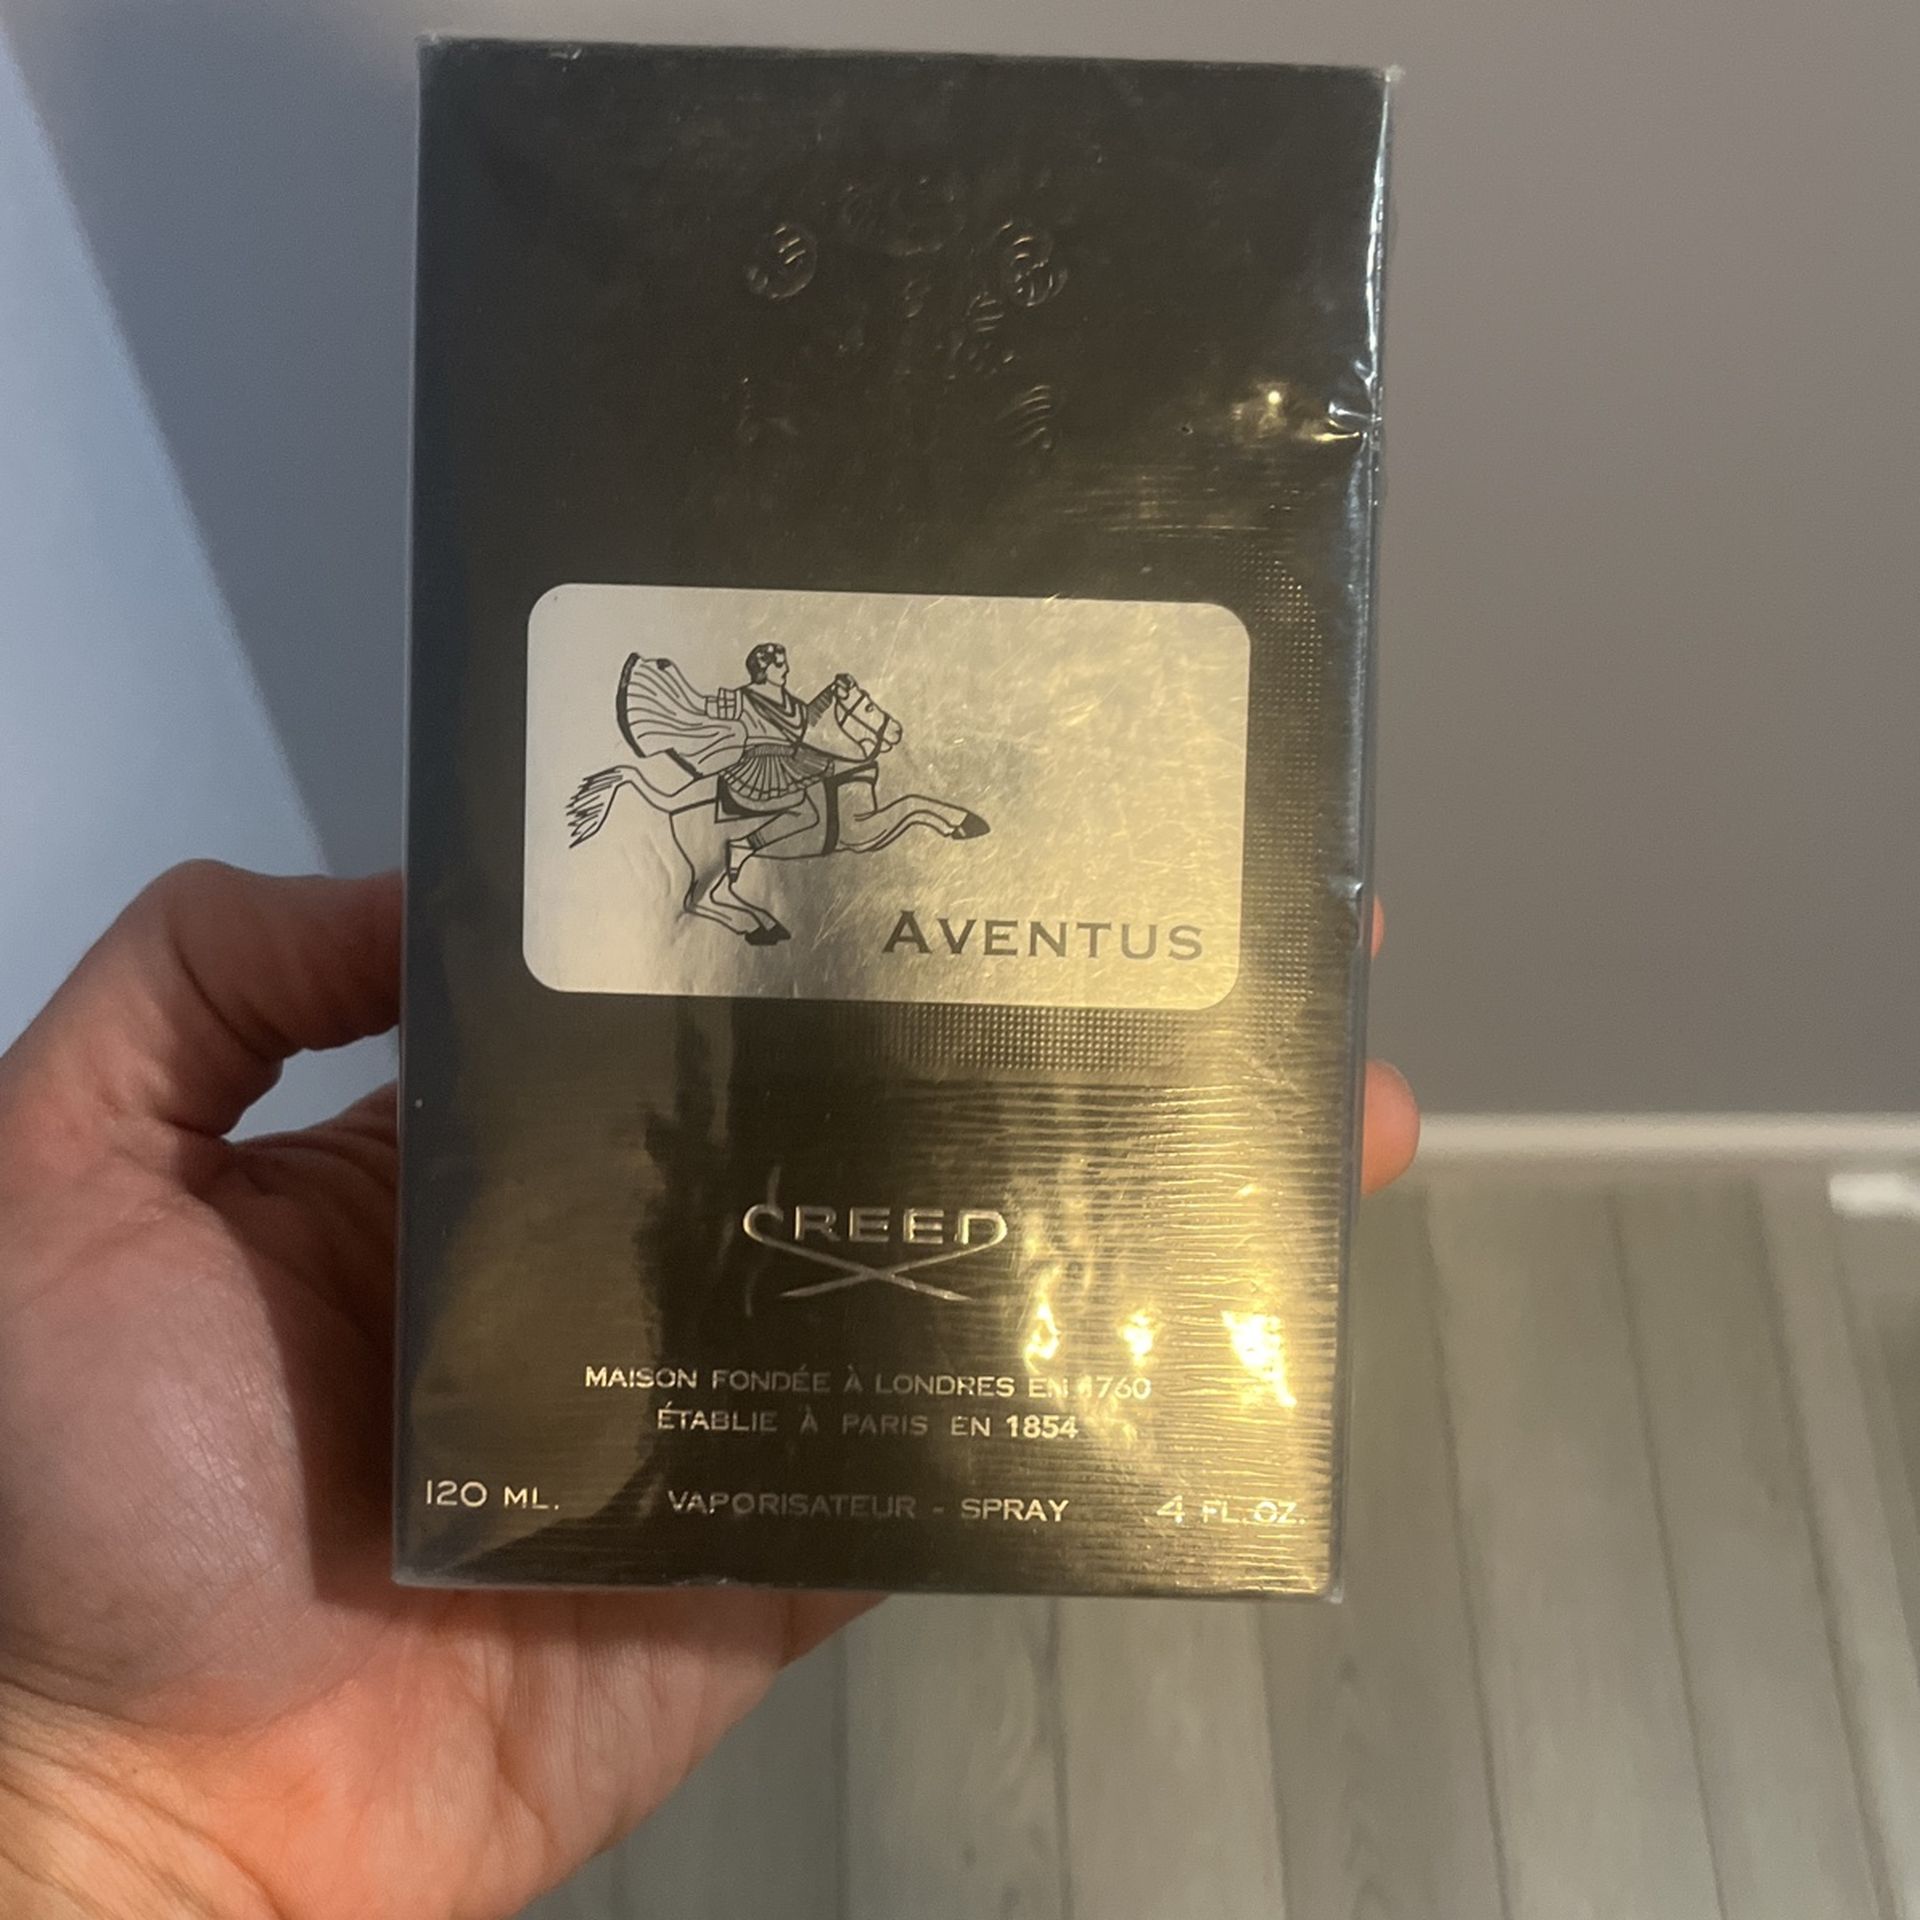 AVENTUS
CREED
MAISON FONDÉE À LONDRES EN 1760
ÉTABLIE À PARIS EN 1854
120 ML. VAPORISATEUR - SPRAY 4 FL.OZ.